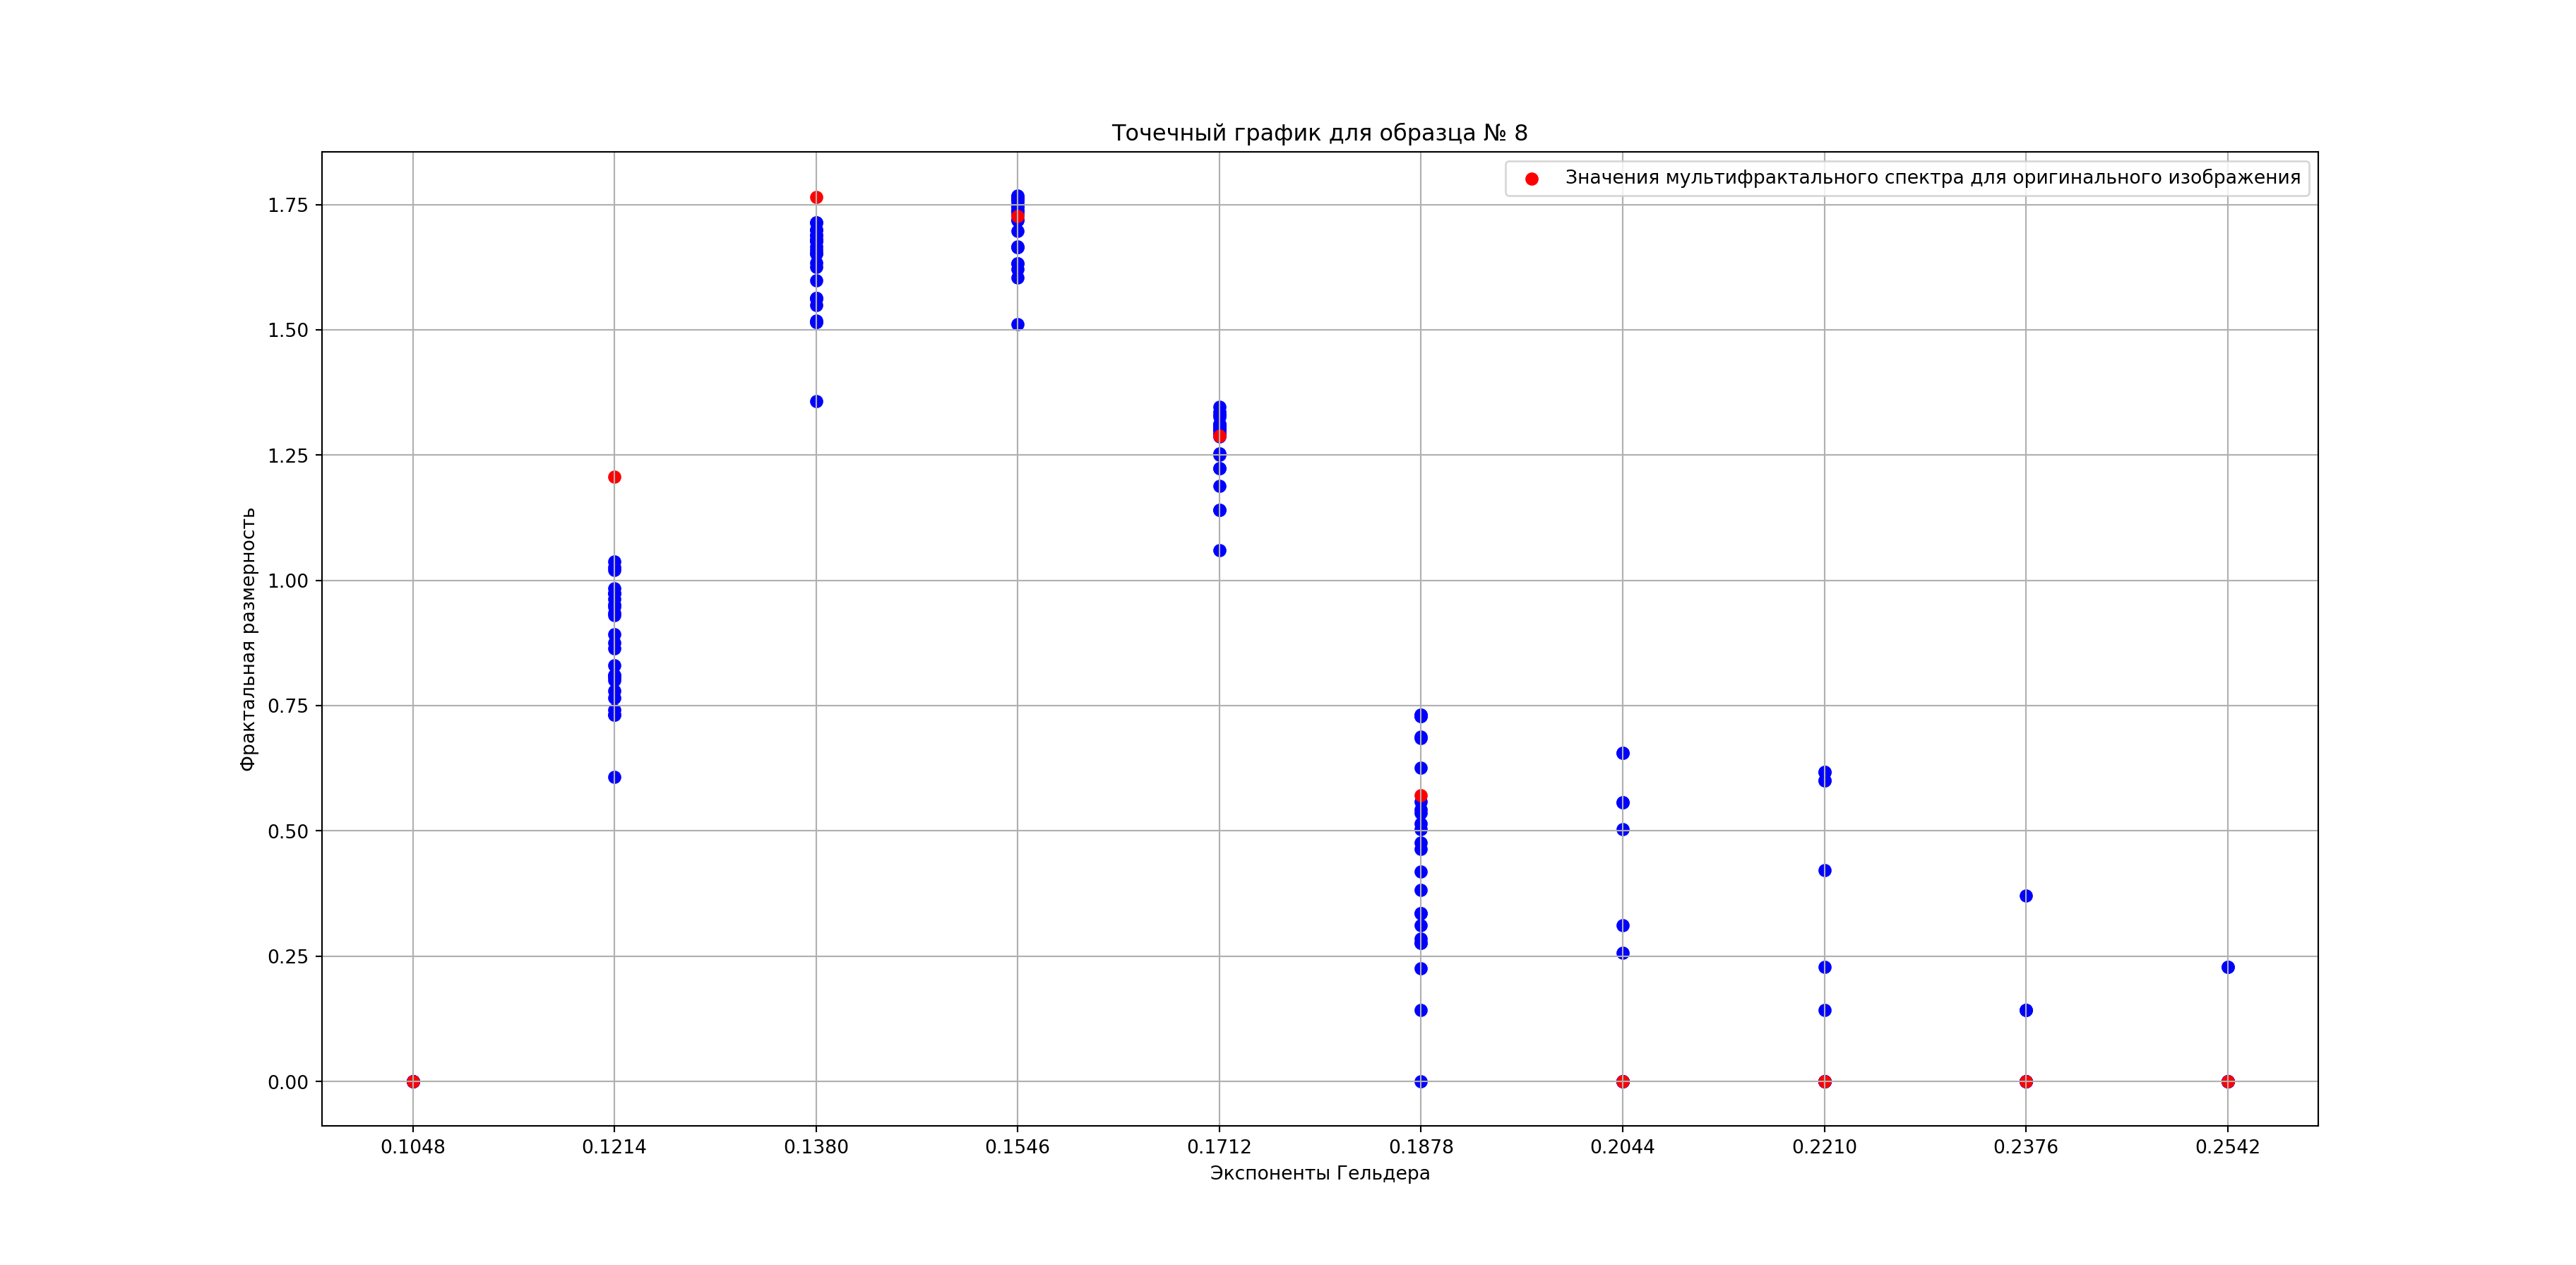 Точечный график для образца № 8
Значения мультифрактального спектра для оригинального изображения
Фрактальная размерность
1.75
1.50
1.25
1.00
0.75
0.50
0.25
0.00
0.1048 0.1214 0.1380 0.1546 0.1712 0.1878 0.2044 0.2210 0.2376 0.2542
Экспоненты Гельдера